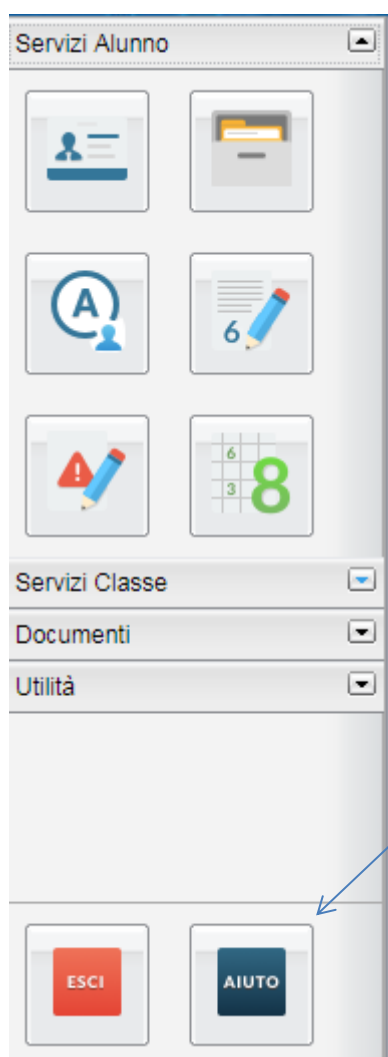 Servizi Alunno
A
6
6
3
8
Servizi Classe
Documenti
Utilità
ESCI
AIUTO